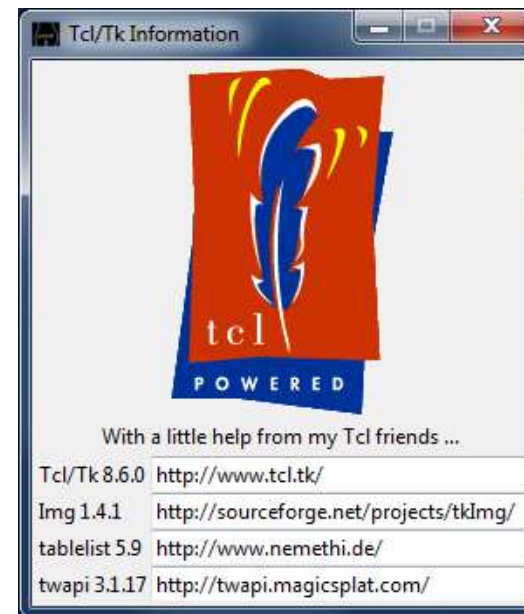 Tcl/Tk Information
tcl
POWERED
With a little help from my Tcl friends ...
Tcl/Tk 8.6.0 http://www.tcl.tk/
Img 1.4.1 http://sourceforge.net/projects/tkImg/
tablelist 5.9 http://www.nemethi.de/
twapi 3.1.17 http://twapi.magicsplat.com/